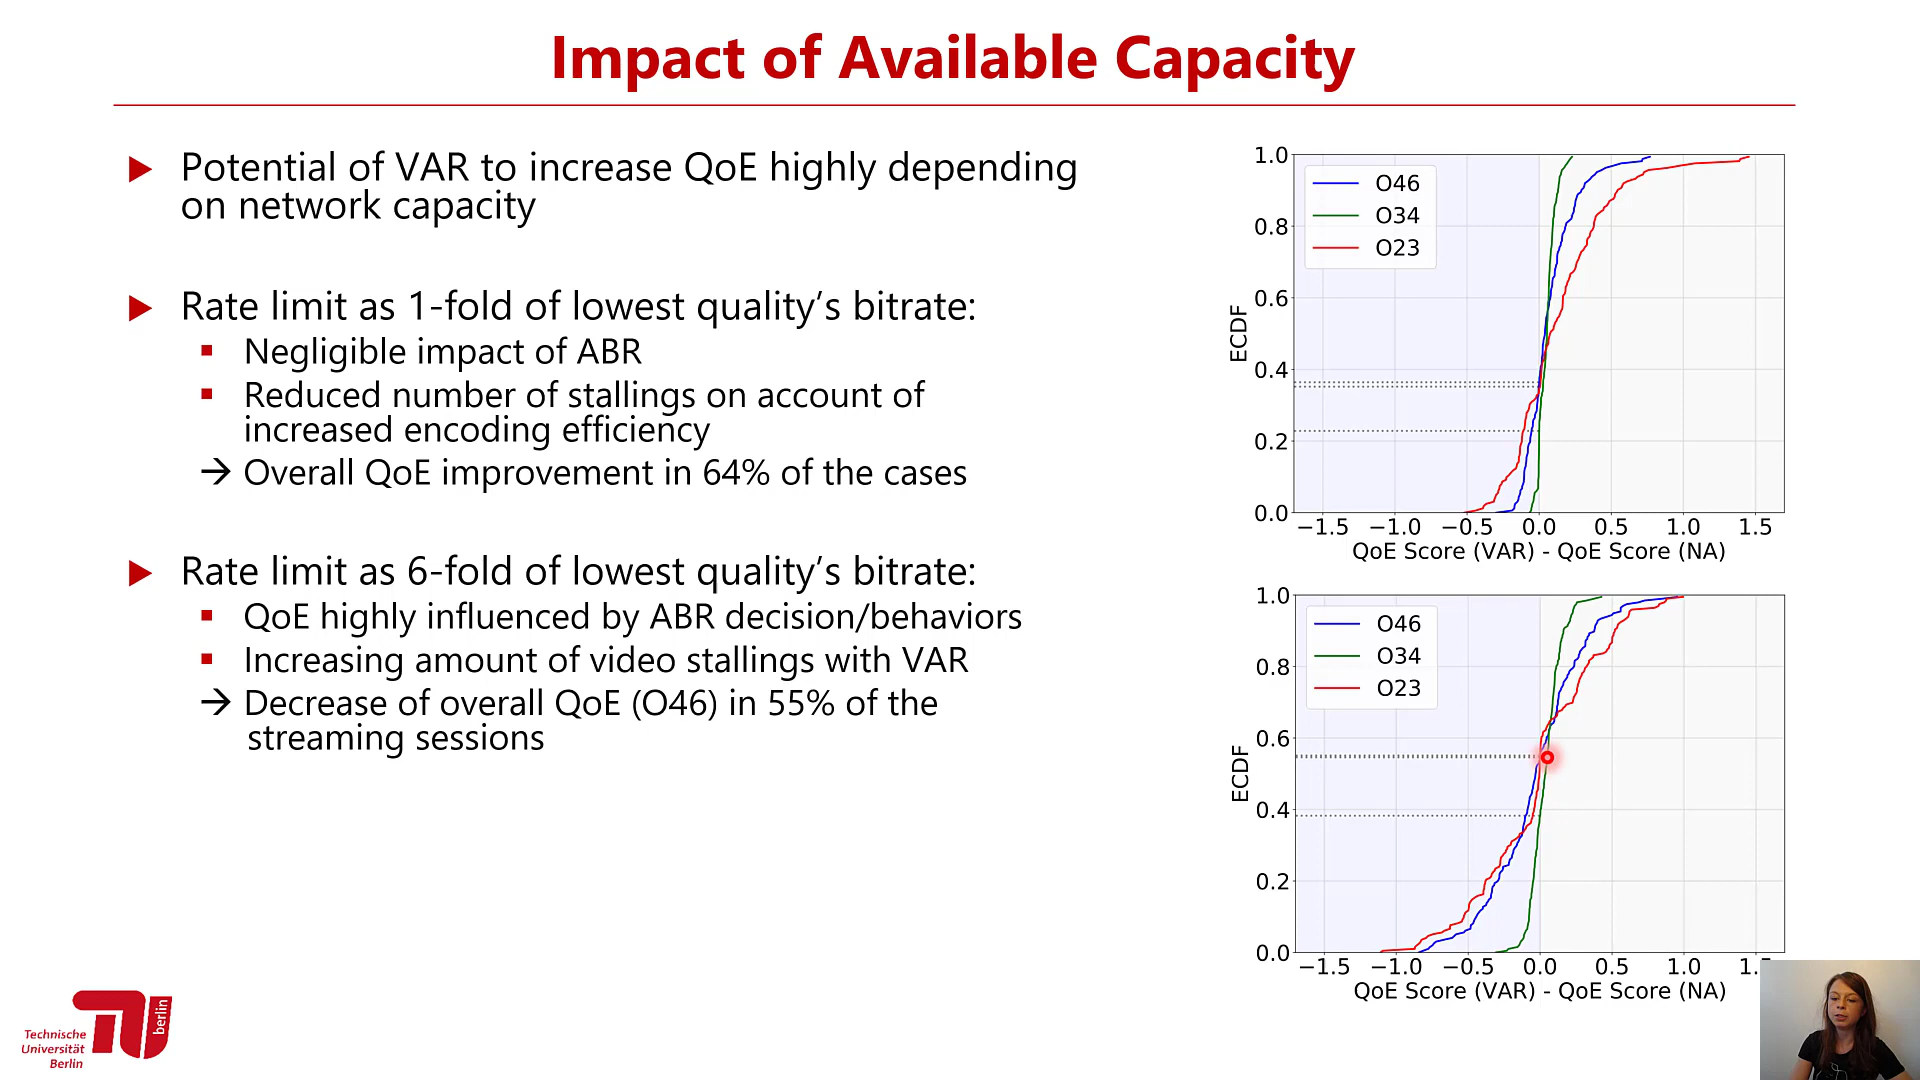 Impact of Available Capacity
Potential of VAR to increase QoE highly depending
on network capacity
Rate limit as 1-fold of lowest quality’s bitrate:
Negligible impact of ABR
Reduced number of stallings on account of
increased encoding efficiency
→ Overall QoE improvement in 64% of the cases
Rate limit as 6-fold of lowest quality’s bitrate:
QoE highly influenced by ABR decision/behaviors
Increasing amount of video stallings with VAR
→ Decrease of overall QoE (O46) in 55% of the
streaming sessions
1.0
0.8
0.6
0.4
0.2
0.0
ECDF
O46
O34
O23
−1.5 −1.0 −0.5 0.0 0.5 1.0 1.5
QoE Score (VAR) - QoE Score (NA)
1.0
0.8
0.6
0.4
0.2
0.0
ECDF
O46
O34
O23
−1.5 −1.0 −0.5 0.0 0.5 1.0
QoE Score (VAR) - QoE Score (NA)
Technische
Universität
Berlin
berlin